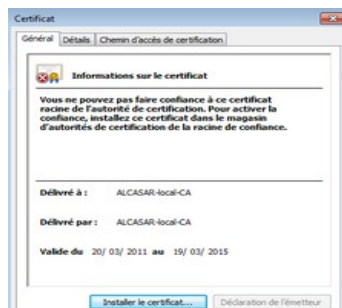 Certificat
Général Détails Chemin d'accès de certification
Informations sur le certificat
Vous ne pouvez pas faire confiance à ce certificat
racine de l'autorité de certification. Pour activer la
confiance, installez ce certificat dans le magasin
d'autorités de certification de la racine de confiance.
Délivré à : ALCASAR-local-CA
Délivré par : ALCASAR-local-CA
Valide du 20/ 03/ 2011 au 19/ 03/ 2015
Installer le certificat... Déclaration de l'émetteur